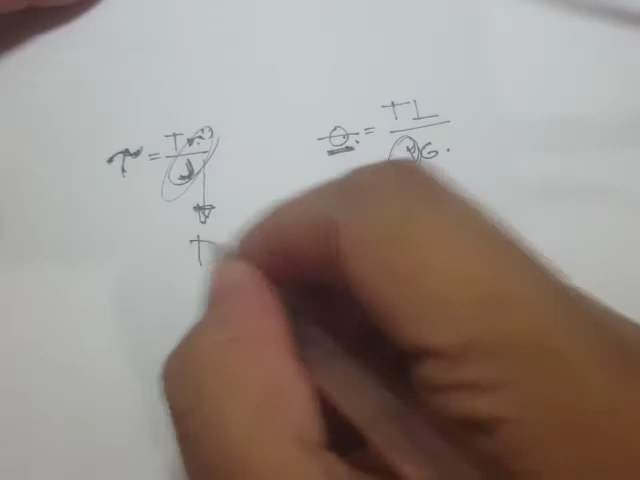 τ = Tr/J
θ = TL/JG.
T